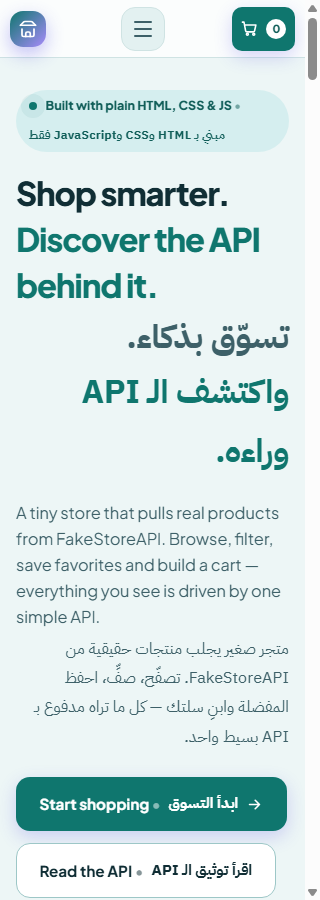 0
Built with plain HTML, CSS & JS •
مبني بـ HTML وCSS وJavaScript فقط
Shop smarter.
Discover the API
behind it.
تسوّق بذكاء.
واكتشف الـ API
وراءه.
A tiny store that pulls real products
from FakeStoreAPI. Browse, filter,
save favorites and build a cart —
everything you see is driven by one
simple API.
متجر صغير يجلب منتجات حقيقية من
FakeStoreAPI. تصفّح، صفِّ، احفظ
المفضلة وابنِ سلتك — كل ما تراه مدفوع بـ
API بسيط واحد.
Start shopping • ابدأ التسوق →
Read the API • اقرأ توثيق الـ API